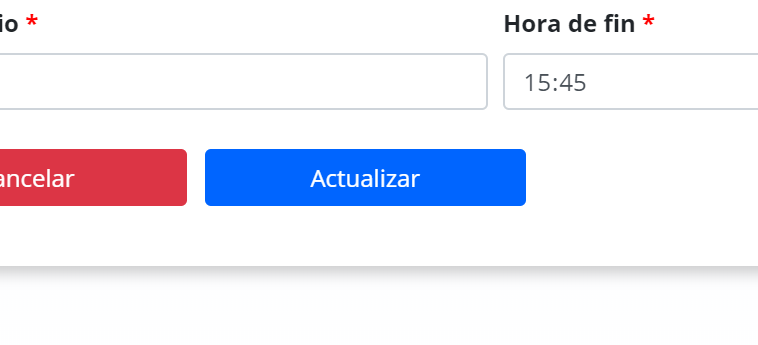 io * Hora de fin *
15:45
ancelar Actualizar